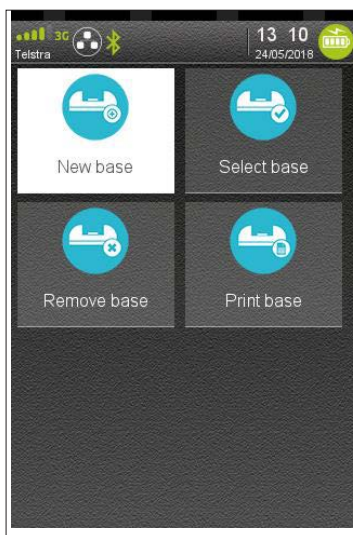 3G
13 10
Telstra
24/05/2018
New base
Select base
Remove base
Print base